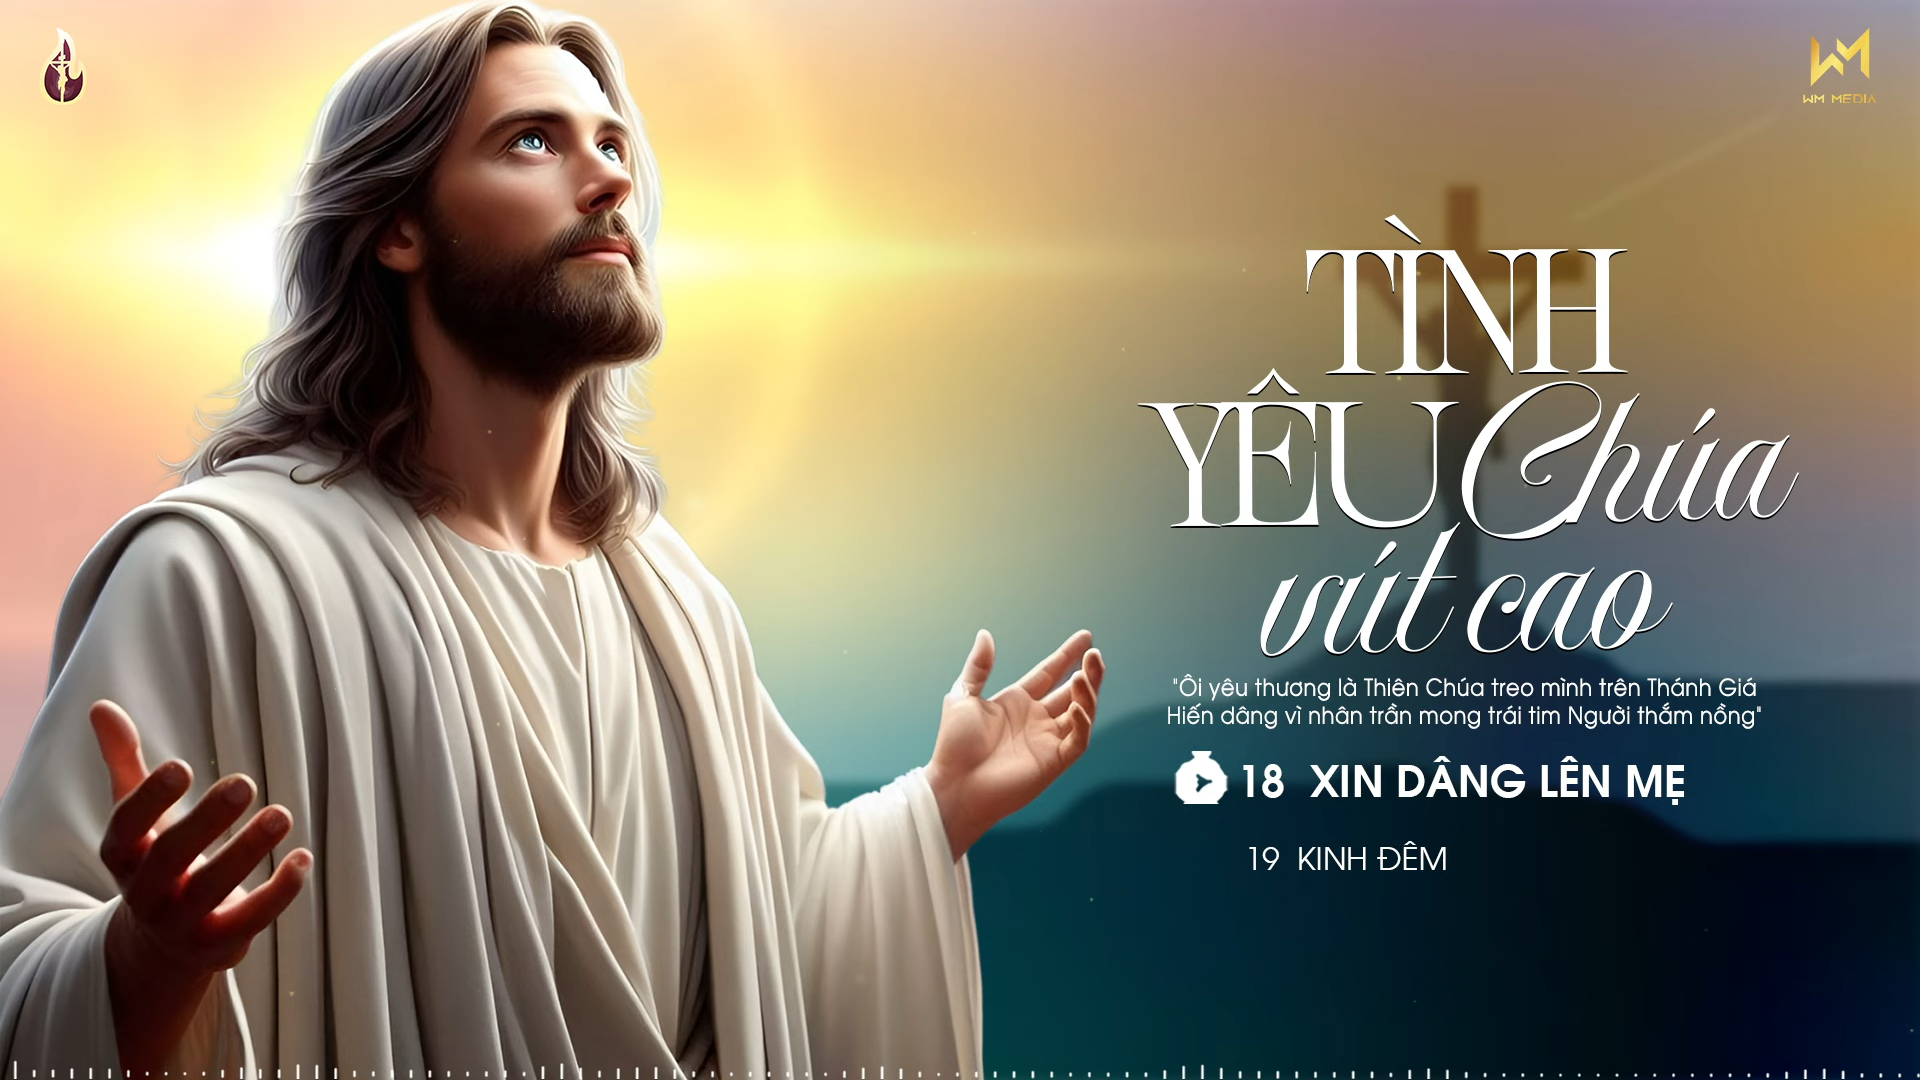 WM MEDIA
TÌNH
YÊU Chúa
vút cao
"Ôi yêu thương là Thiên Chúa treo mình trên Thánh Giá
Hiến dâng vì nhân trần mong trái tim Người thắm nồng"
18 XIN DÂNG LÊN MẸ
19 KINH ĐÊM